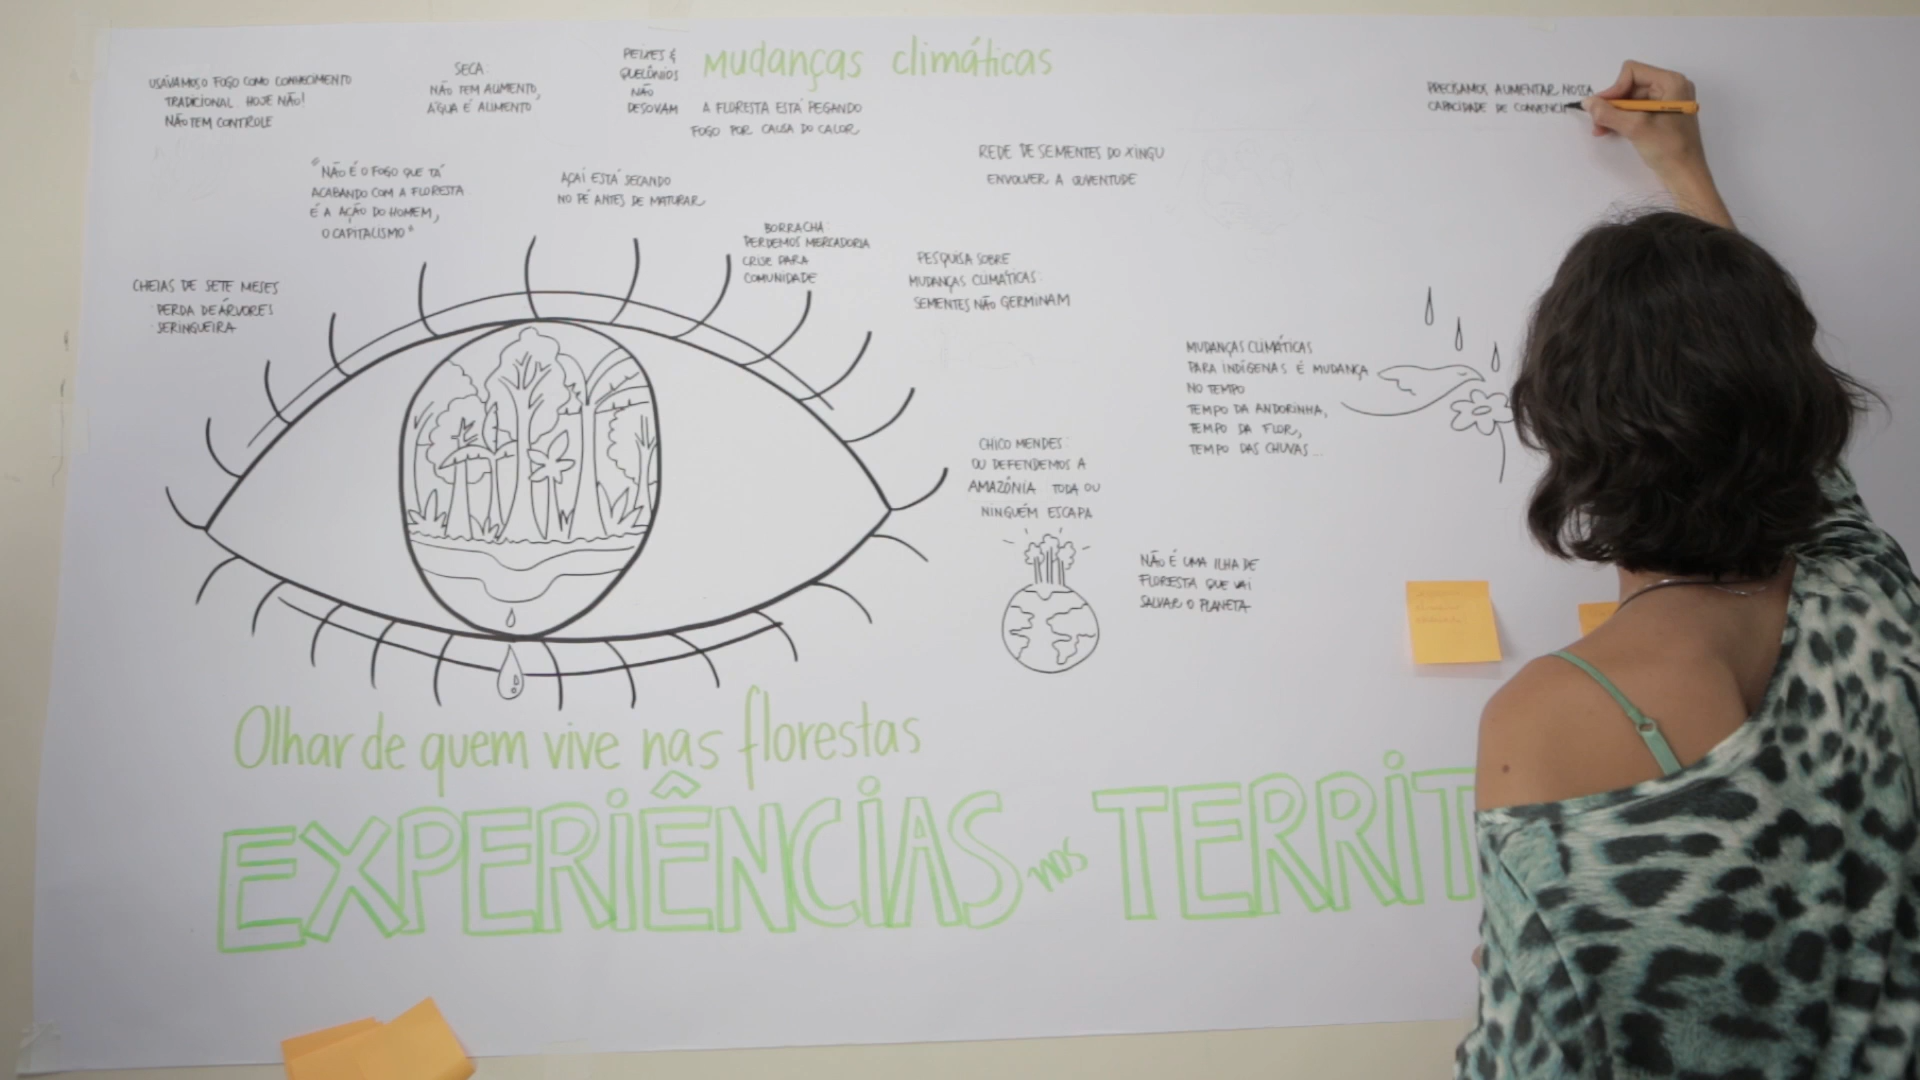 mudanças climáticas
USÁVAMOS O FOGO COMO CONHECIMENTO
TRADICIONAL. HOJE NÃO!
NÃO TEM CONTROLE
SECA:
NÃO TEM ALIMENTO,
ÁGUA É ALIMENTO
PEIXES &
QUELÔNIOS
NÃO
DESOVAM
A FLORESTA ESTÁ PEGANDO
FOGO POR CAUSA DO CALOR
PRECISAMOS AUMENTAR NOSSA
CAPACIDADE DE
REDE DE SEMENTES DO XINGU
ENVOLVER A JUVENTUDE
"NÃO É O FOGO QUE TÁ
ACABANDO COM A FLORESTA
É A AÇÃO DO HOMEM,
O CAPITALISMO"
AÇAÍ ESTÁ SECANDO
NO PÉ ANTES DE MATURAR
BORRACHA:
PERDEMOS MERCADORIA
CRISE PARA
COMUNIDADE
PESQUISA SOBRE
MUDANÇAS CLIMÁTICAS:
SEMENTES NÃO GERMINAM
CHEIAS DE SETE MESES
PERDA DE ÁRVORES
SERINGUEIRA
MUDANÇAS CLIMÁTICAS
PARA INDÍGENAS É MUDANÇA
NO TEMPO
TEMPO DA ANDORINHA,
TEMPO DA FLOR,
TEMPO DAS CHUVAS...
CHICO MENDES:
OU DEFENDEMOS A
AMAZÔNIA TODA OU
NINGUÉM ESCAPA
NÃO É UMA ILHA DE
FLORESTA QUE VAI
SALVAR O PLANETA
Olhar de quem vive nas florestas
EXPERIÊNCIAS nos TERRIT